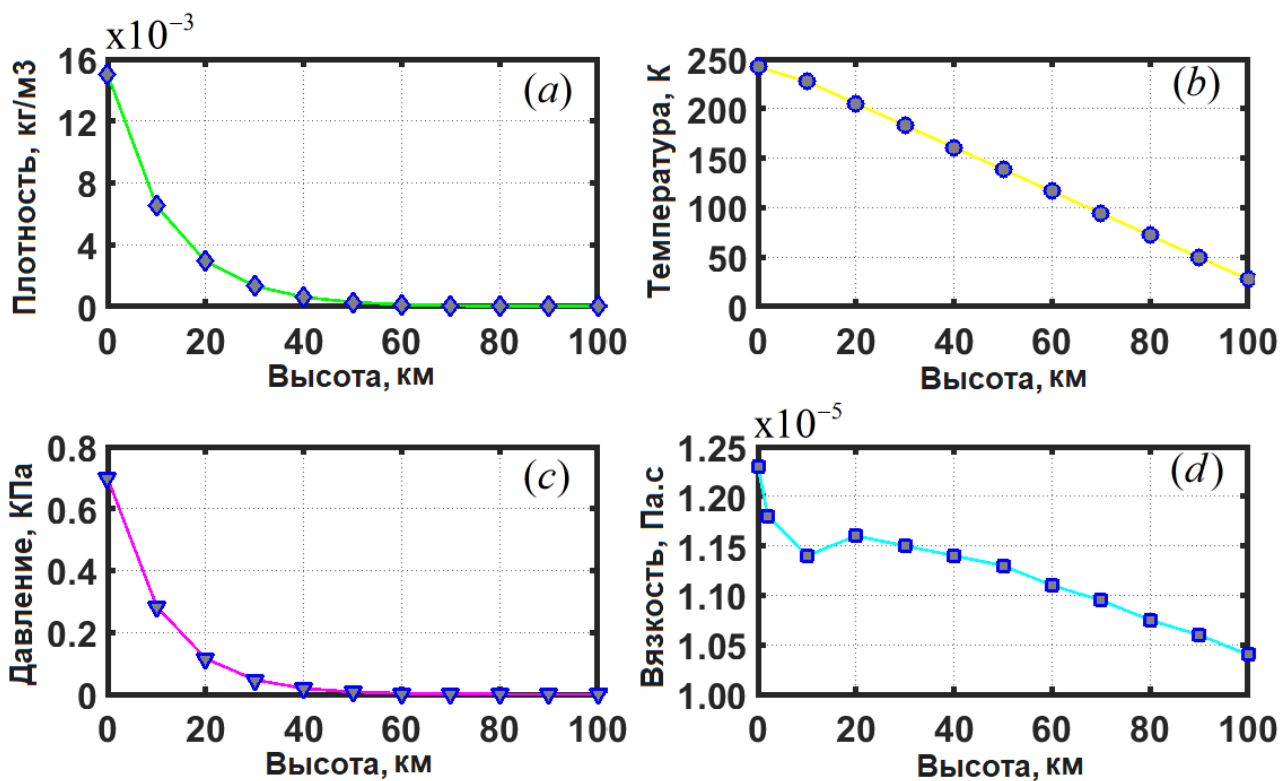 x10⁻³
Плотность, кг/м3
16
12
8
4
0
(a)
0 20 40 60 80 100
Высота, км
Температура, К
250
200
150
100
50
0
(b)
0 20 40 60 80 100
Высота, км
Давление, КПа
0.8
0.6
0.4
0.2
0
(c)
0 20 40 60 80 100
Высота, км
x10⁻⁵
Вязкость, Па.с
1.25
1.20
1.15
1.10
1.05
1.00
(d)
0 20 40 60 80 100
Высота, км